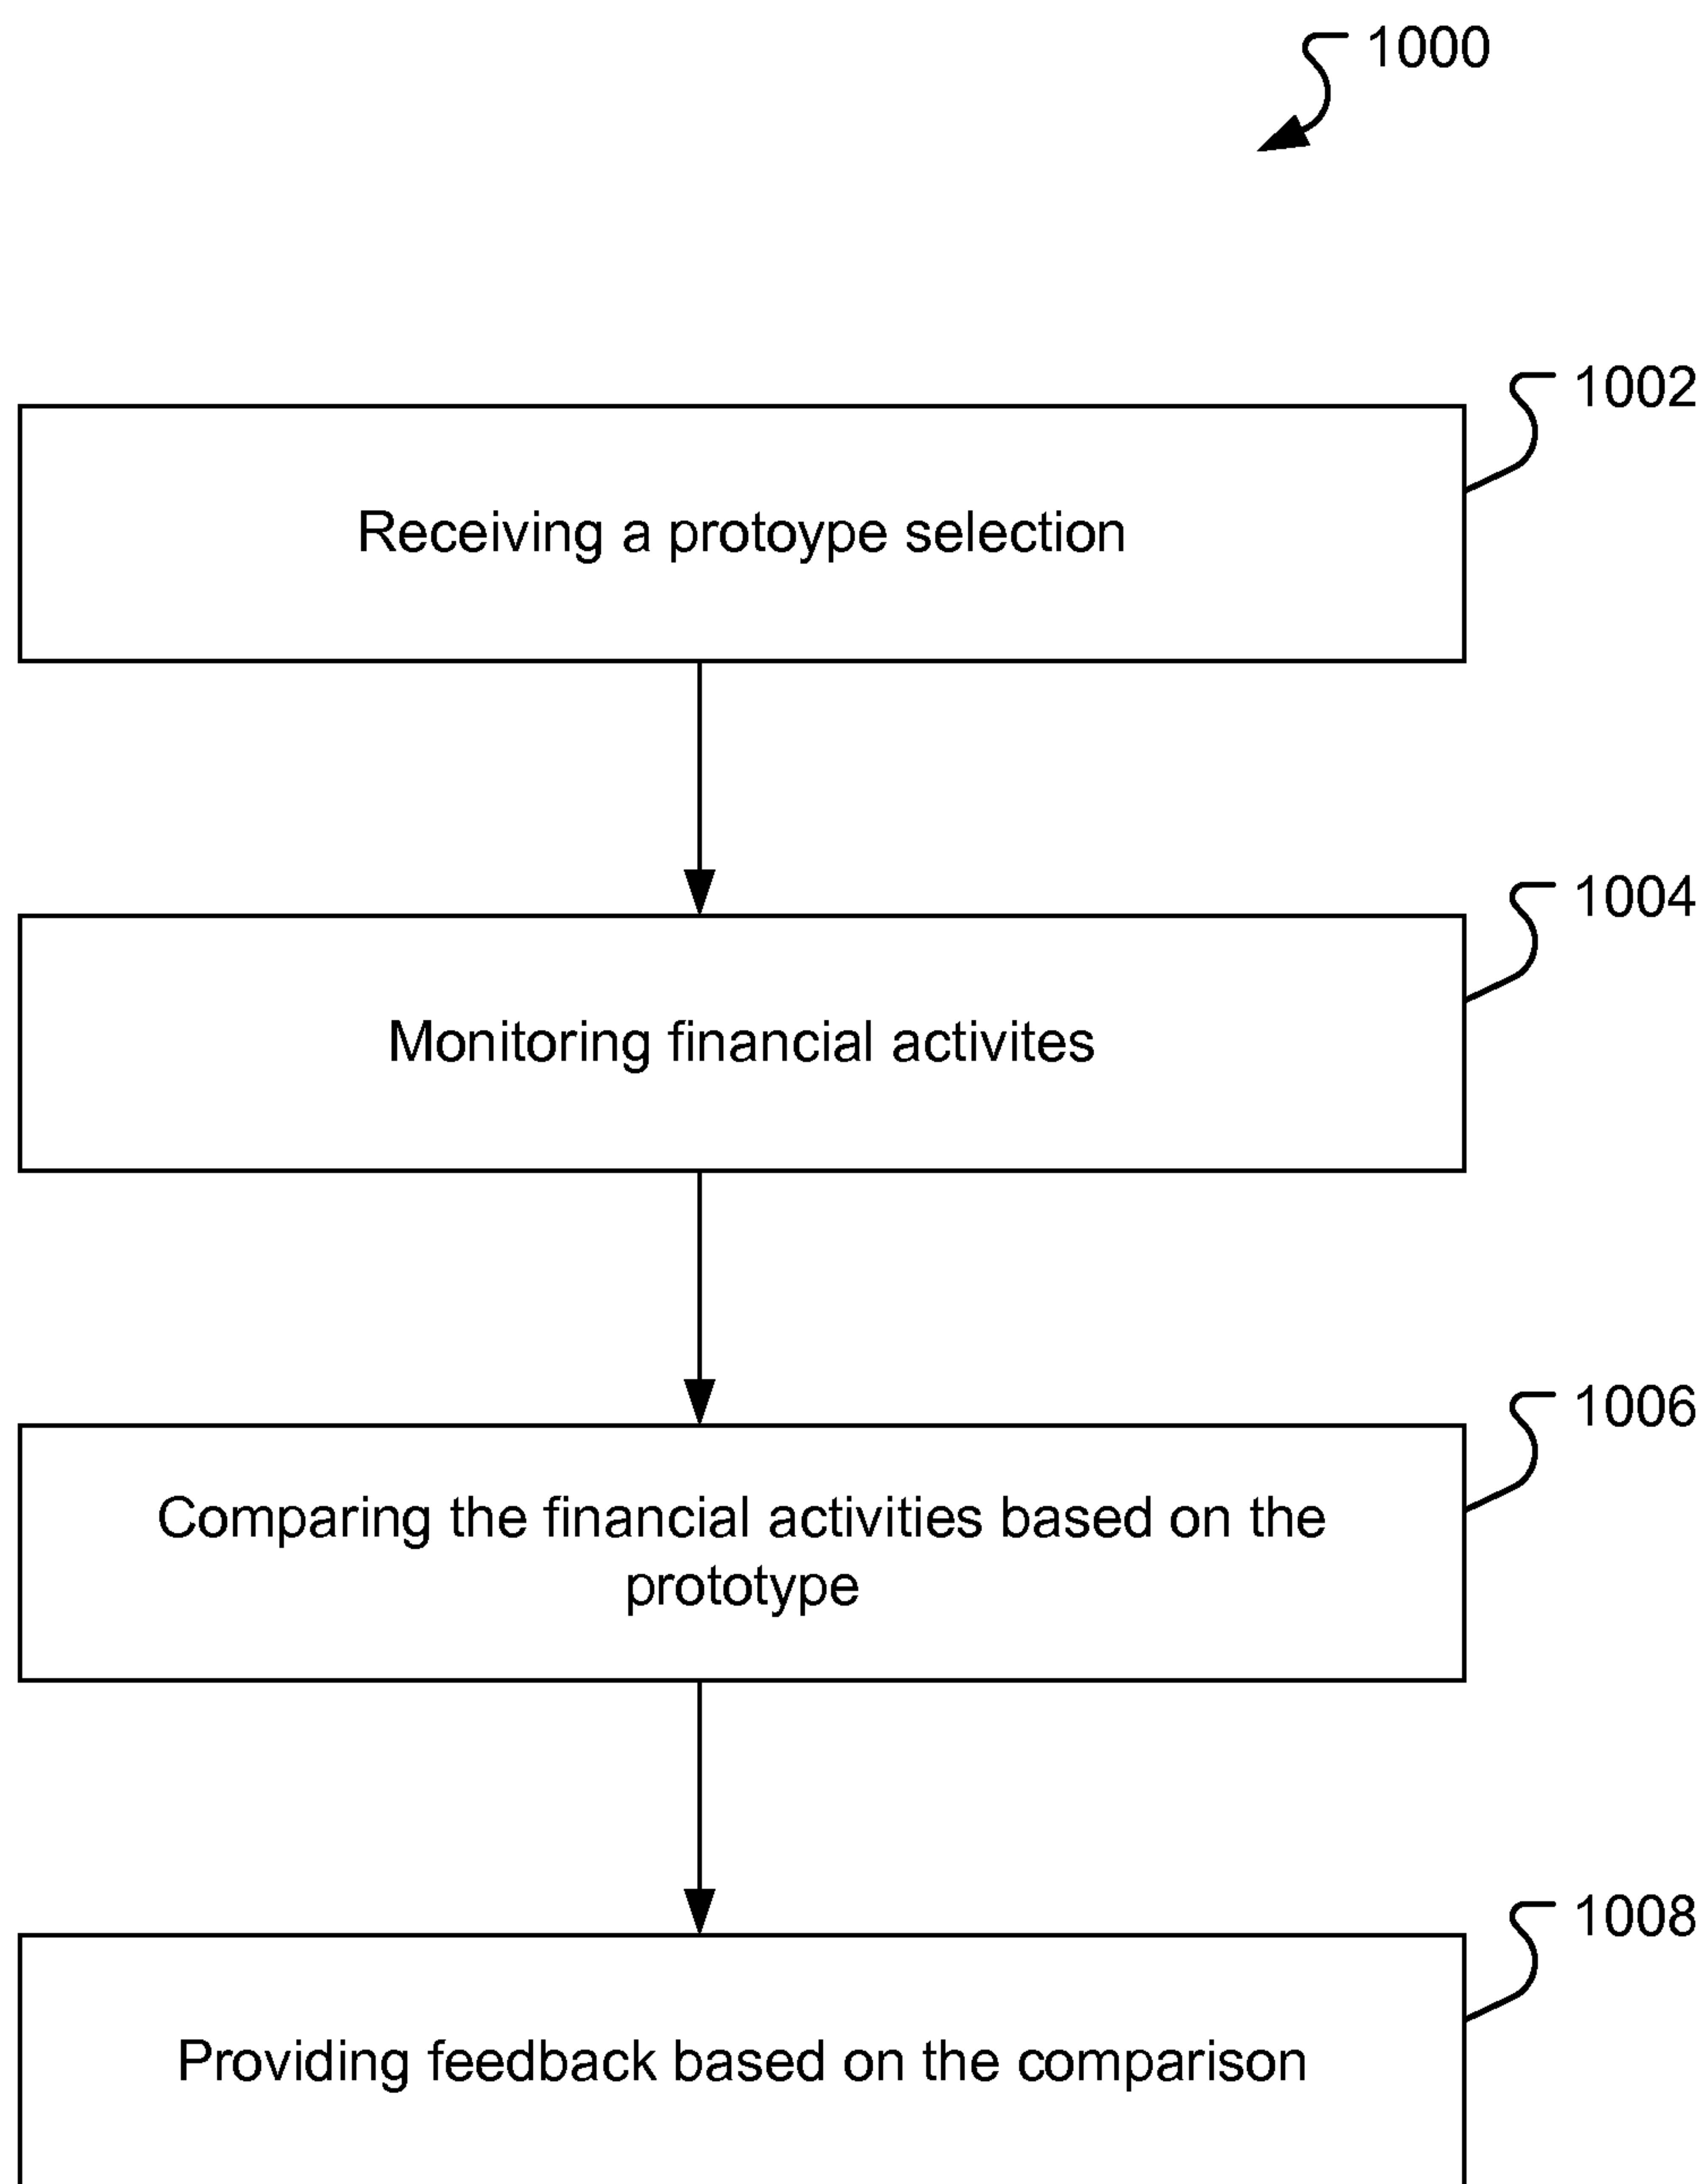 1000
1002
Receiving a protoype selection
1004
Monitoring financial activites
1006
Comparing the financial activities based on the
prototype
1008
Providing feedback based on the comparison